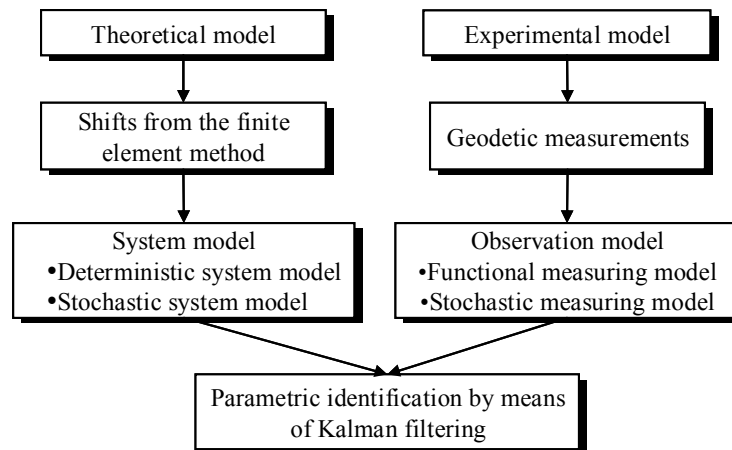 Theoretical model
Experimental model
Shifts from the finite
element method
Geodetic measurements
System model
•Deterministic system model
•Stochastic system model
Observation model
•Functional measuring model
•Stochastic measuring model
Parametric identification by means
of Kalman filtering